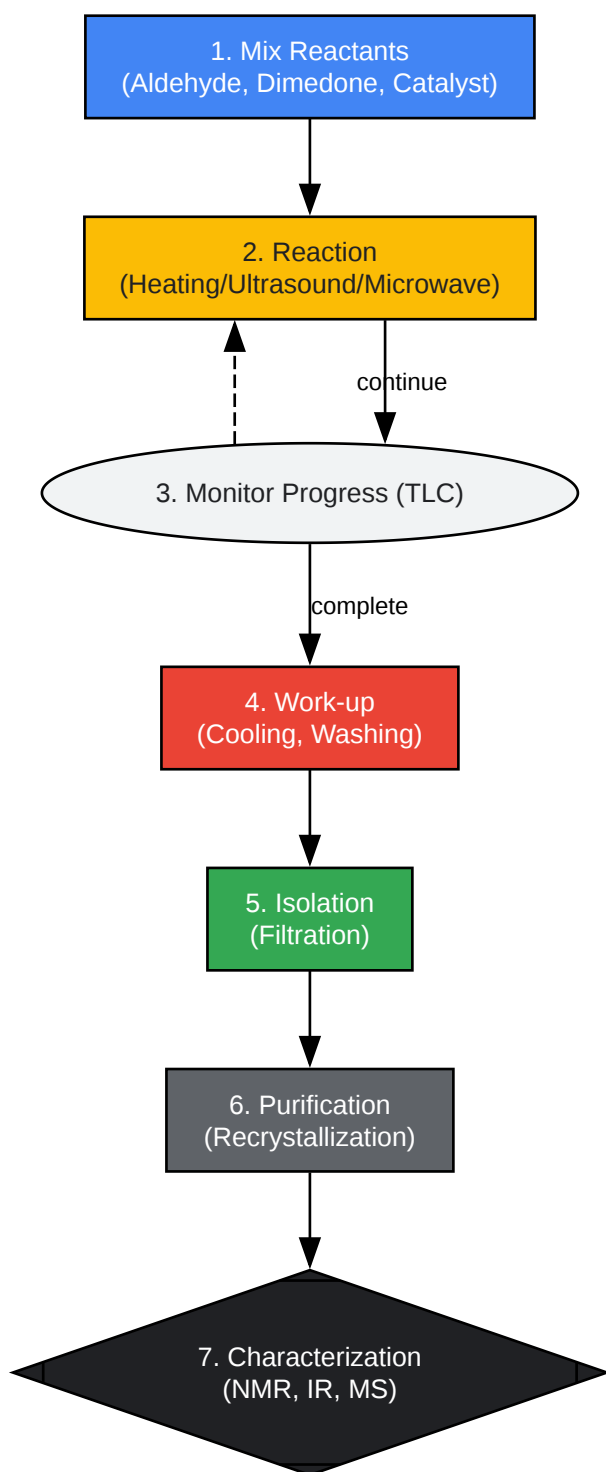 1. Mix Reactants
(Aldehyde, Dimedone, Catalyst)
2. Reaction
(Heating/Ultrasound/Microwave)
continue
3. Monitor Progress (TLC)
complete
4. Work-up
(Cooling, Washing)
5. Isolation
(Filtration)
6. Purification
(Recrystallization)
7. Characterization
(NMR, IR, MS)